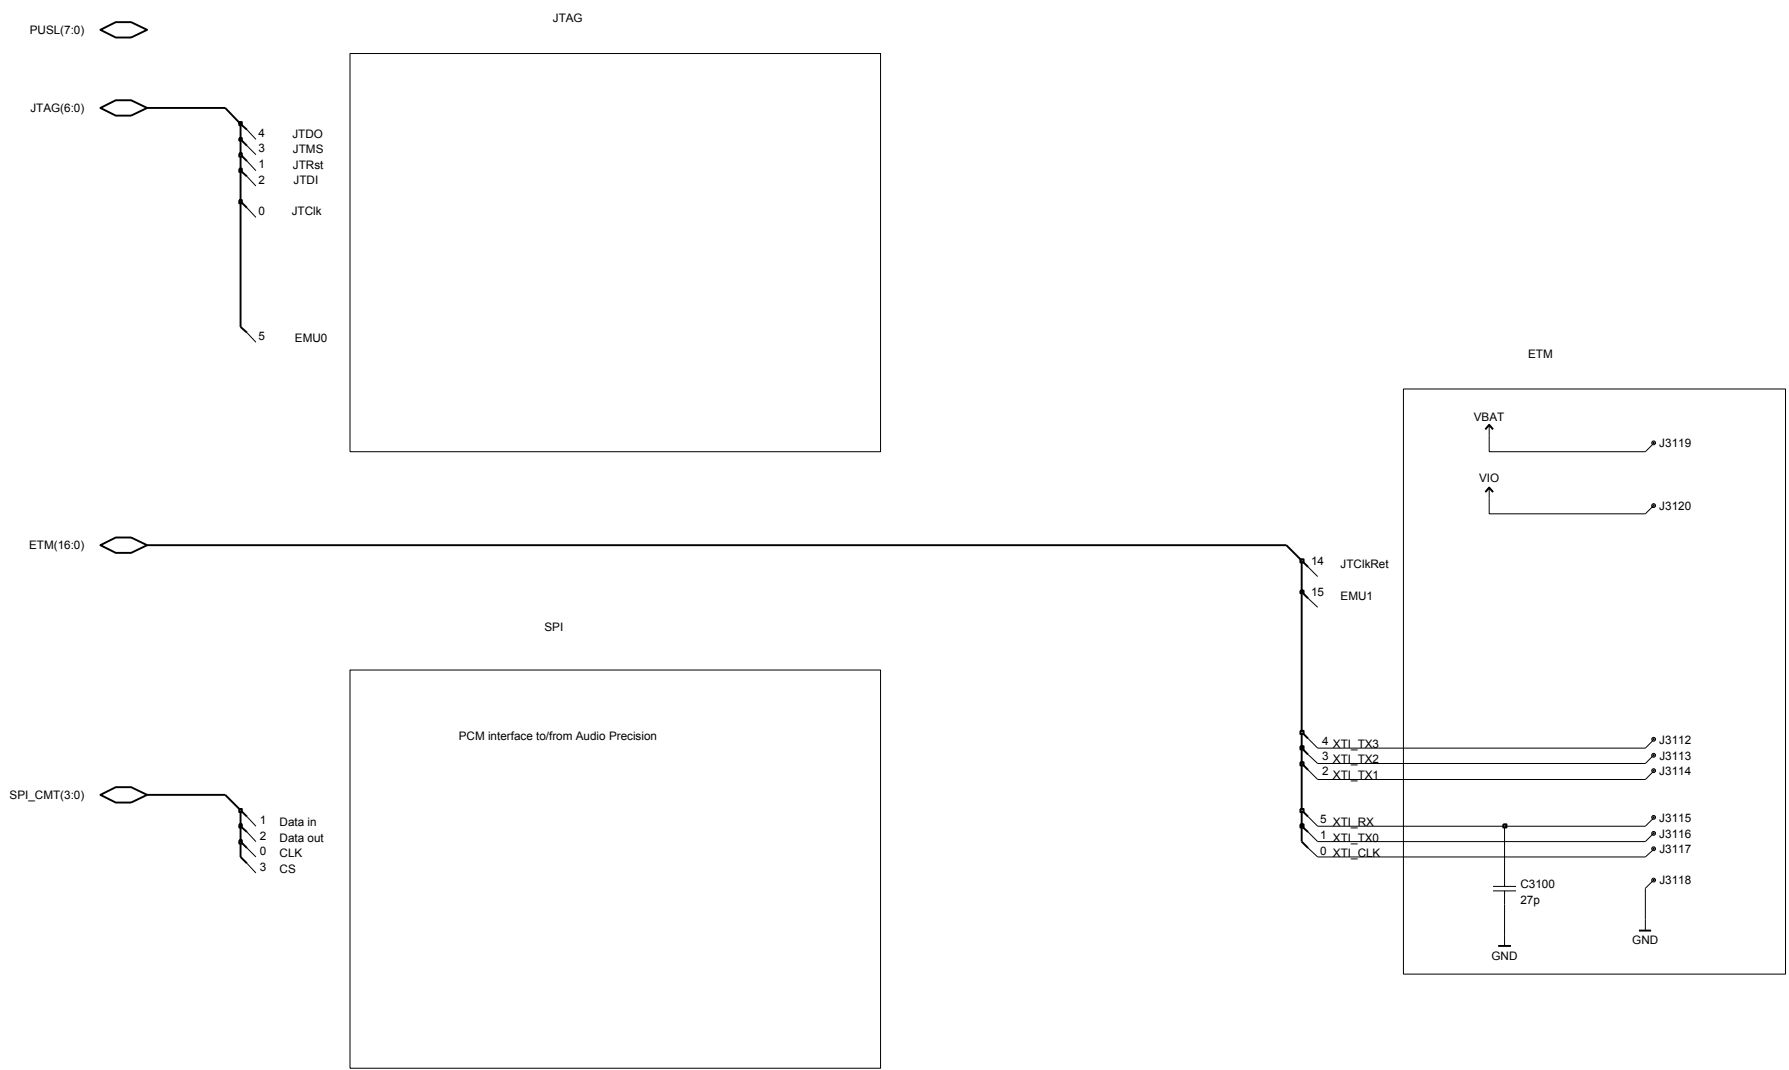 JTAG
PUSL(7:0)
JTAG(6:0)
4 JTDO
3 JTMS
1 JTRst
2 JTDI
0 JTClk
5 EMU0
ETM
VBAT
J3119
VIO
J3120
ETM(16:0)
14 JTClkRet
15 EMU1
SPI
PCM interface to/from Audio Precision
4 XTI_TX3 J3112
3 XTI_TX2 J3113
2 XTI_TX1 J3114
SPI_CMT(3:0)
1 Data in
2 Data out
0 CLK
3 CS
5 XTI_RX J3115
1 XTI_TX0 J3116
0 XTI_CLK J3117
J3118
C3100
27p
GND
GND